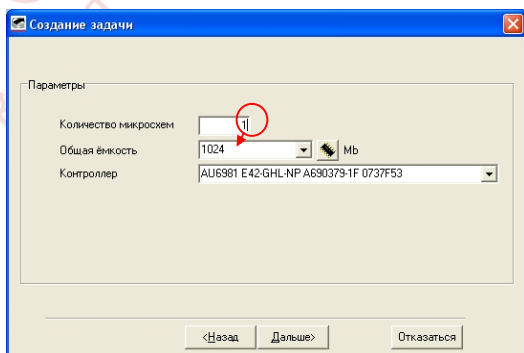 Создание задачи
Параметры
Количество микросхем 1
Общая ёмкость 1024 Mb
Контроллер AU6981 E42-GHL-NP A690379-1F 0737F53
<Назад Дальше> Отказаться